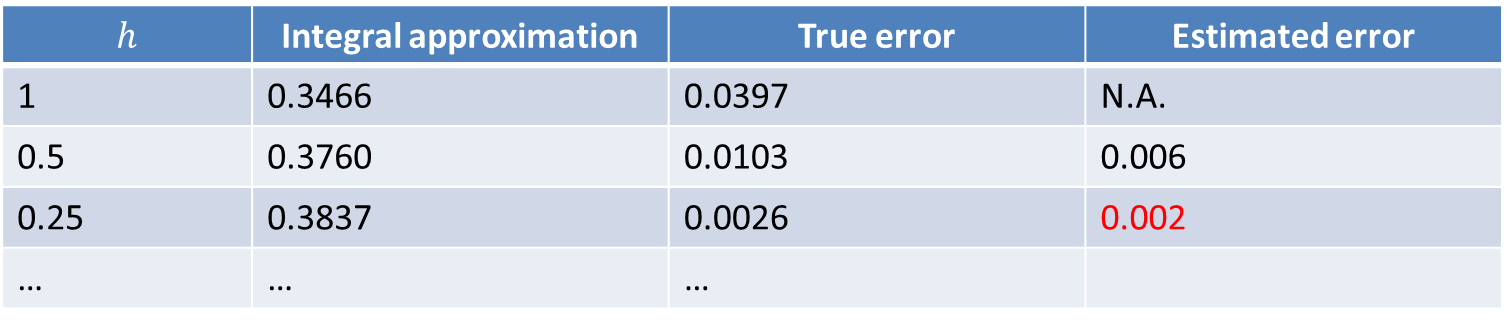 h Integral approximation True error Estimated error
1 0.3466 0.0397 N.A.
0.5 0.3760 0.0103 0.006
0.25 0.3837 0.0026 0.002
... ... ...